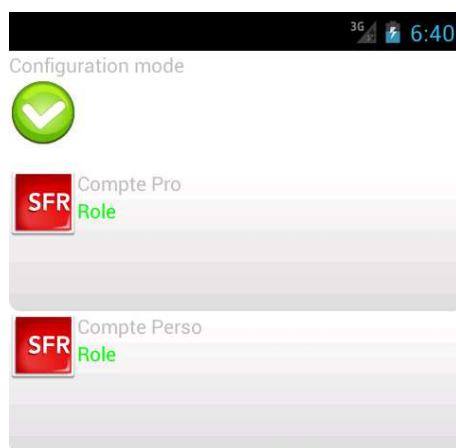 3G 6:40
Configuration mode
SFR
Compte Pro
Role
SFR
Compte Perso
Role